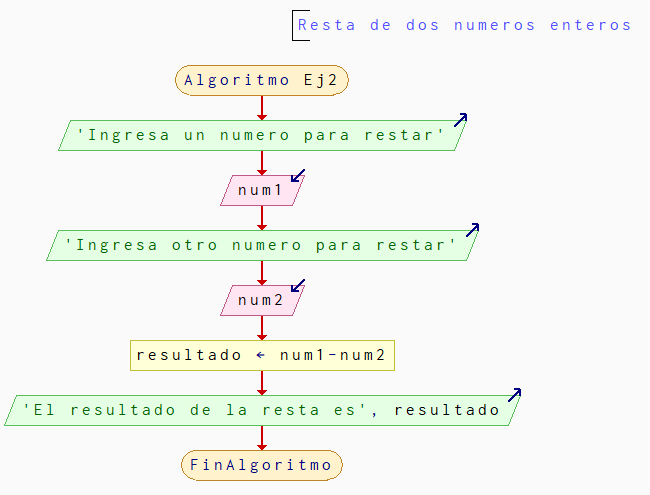 Resta de dos numeros enteros
Algoritmo Ej2
'Ingresa un numero para restar'
num1
'Ingresa otro numero para restar'
num2
resultado ← num1-num2
'El resultado de la resta es', resultado
FinAlgoritmo